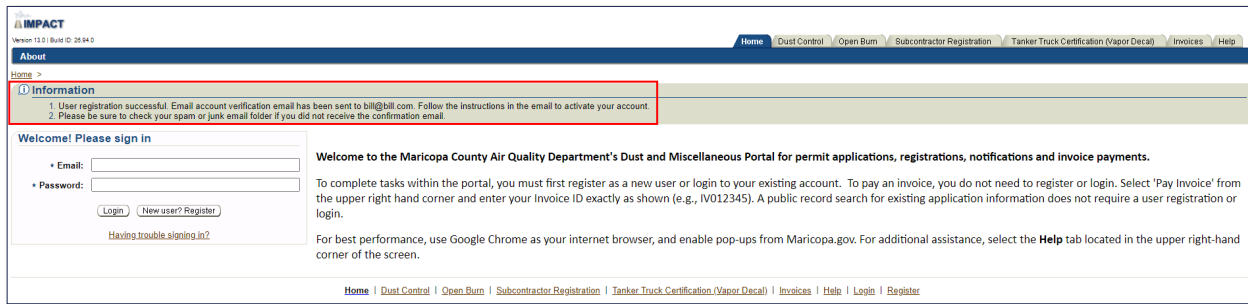 IMPACT
Version 13.0 | Build ID: 26.94.0
Home Dust Control Open Burn Subcontractor Registration Tanker Truck Certification (Vapor Decal) Invoices Help
About
Home >
Information
1. User registration successful. Email account verification email has been sent to bill@bill.com. Follow the instructions in the email to activate your account.
2. Please be sure to check your spam or junk email folder if you did not receive the confirmation email.
Welcome! Please sign in
* Email:
* Password:
Login New user? Register
Having trouble signing in?
Welcome to the Maricopa County Air Quality Department's Dust and Miscellaneous Portal for permit applications, registrations, notifications and invoice payments.
To complete tasks within the portal, you must first register as a new user or login to your existing account. To pay an invoice, you do not need to register or login. Select 'Pay Invoice' from
the upper right hand corner and enter your Invoice ID exactly as shown (e.g., IV012345). A public record search for existing application information does not require a user registration or
login.
For best performance, use Google Chrome as your internet browser, and enable pop-ups from Maricopa.gov. For additional assistance, select the Help tab located in the upper right-hand
corner of the screen.
Home | Dust Control | Open Burn | Subcontractor Registration | Tanker Truck Certification (Vapor Decal) | Invoices | Help | Login | Register